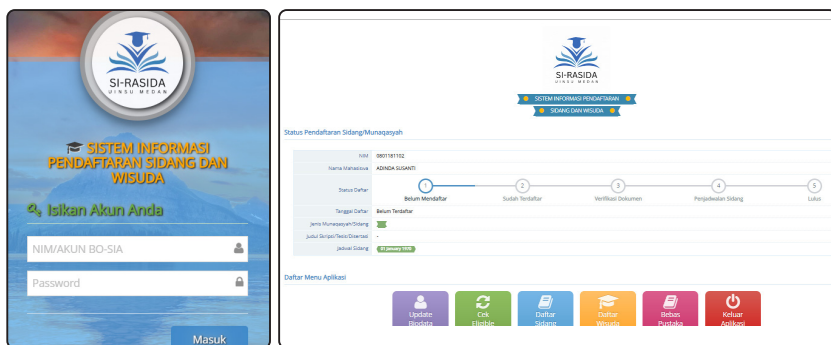 SI-RASIDA
UINSU MEDAN
SISTEM INFORMASI
PENDAFTARAN SIDANG DAN
WISUDA
Isikan Akun Anda
NIM/AKUN BO-SIA
Password
Masuk
SI-RASIDA
UINSU MEDAN
SISTEM INFORMASI PENDAFTARAN
SIDANG DAN WISUDA
Status Pendaftaran Sidang/Munaqasyah
NIM 0801161102
Nama Mahasiswa ADINDA SUSANTI
Status Daftar
1 2 3 4 5
Belum Mendaftar Sudah Terdaftar Verifikasi Dokumen Penjadwalan Sidang Lulus
Tanggal Daftar Belum Terdaftar
Jenis Munaqasyah/Sidang
Judul Skripsi/Tesis/Disertasi -
Jadwal Sidang 01 January 1970
Daftar Menu Aplikasi
Update Biodata
Cek Eligible
Daftar Sidang
Daftar Wisuda
Bebas Pustaka
Keluar Aplikasi